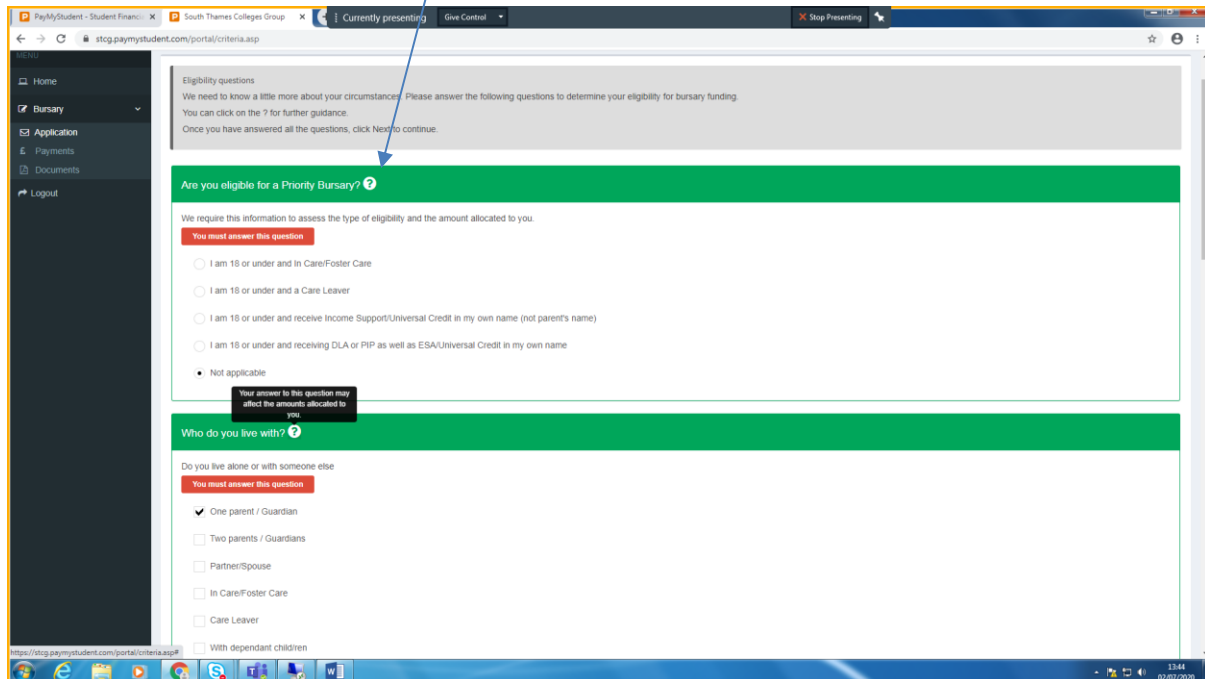 PayMyStudent - Student Financi
South Thames Colleges Group
Currently presenting
Give Control
Stop Presenting
stcg.paymystudent.com/portal/criteria.asp
MENU
Home
Bursary
Application
£ Payments
Documents
Logout
Eligibility questions
We need to know a little more about your circumstances. Please answer the following questions to determine your eligibility for bursary funding.
You can click on the ? for further guidance.
Once you have answered all the questions, click Next to continue.
Are you eligible for a Priority Bursary? ?
We require this information to assess the type of eligibility and the amount allocated to you.
You must answer this question
I am 18 or under and In Care/Foster Care
I am 18 or under and a Care Leaver
I am 18 or under and receive Income Support/Universal Credit in my own name (not parent's name)
I am 18 or under and receiving DLA or PIP as well as ESA/Universal Credit in my own name
Not applicable
Your answer to this question may
affect the amounts allocated to
you.
Who do you live with? ?
Do you live alone or with someone else
You must answer this question
One parent / Guardian
Two parents / Guardians
Partner/Spouse
In Care/Foster Care
Care Leaver
With dependant child/ren
https://stcg.paymystudent.com/portal/criteria.asp#
13:44
02/07/2020